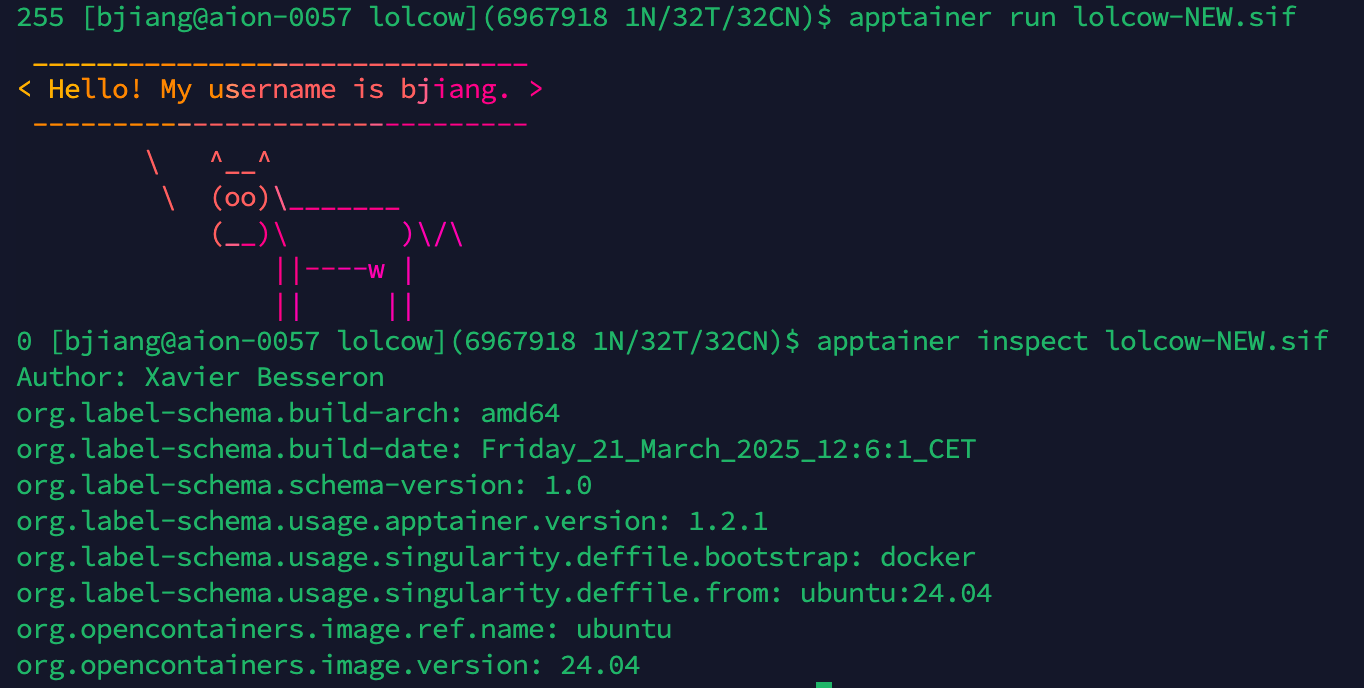 255 [bjiang@aion-0057 lolcow](6967918 1N/32T/32CN)$ apptainer run lolcow-NEW.sif
 _______________________________
< Hello! My username is bjiang. >
 -------------------------------
        \   ^__^
         \  (oo)\_______
            (__)\       )\/\
                ||----w |
                ||     ||
0 [bjiang@aion-0057 lolcow](6967918 1N/32T/32CN)$ apptainer inspect lolcow-NEW.sif
Author: Xavier Besseron
org.label-schema.build-arch: amd64
org.label-schema.build-date: Friday_21_March_2025_12:6:1_CET
org.label-schema.schema-version: 1.0
org.label-schema.usage.apptainer.version: 1.2.1
org.label-schema.usage.singularity.deffile.bootstrap: docker
org.label-schema.usage.singularity.deffile.from: ubuntu:24.04
org.opencontainers.image.ref.name: ubuntu
org.opencontainers.image.version: 24.04